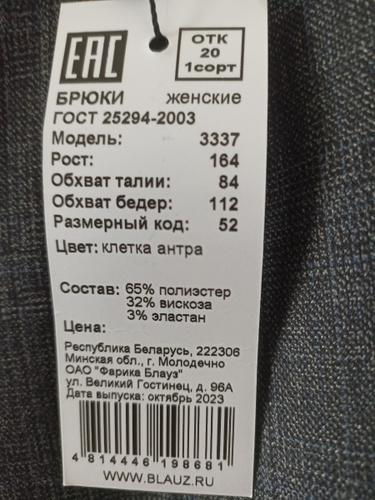 ЕАС
ОТК
20
1сорт
БРЮКИ женские
ГОСТ 25294-2003
Модель: 3337
Рост: 164
Обхват талии: 84
Обхват бедер: 112
Размерный код: 52
Цвет: клетка антра
Состав: 65% полиэстер
32% вискоза
3% эластан
Цена:
Республика Беларусь, 222306
Минская обл., г. Молодечно
ОАО "Фарика Блауз"
ул. Великий Гостинец, д. 96А
Дата выпуска: октябрь 2023
4 814446 198681
WWW.BLAUZ.RU